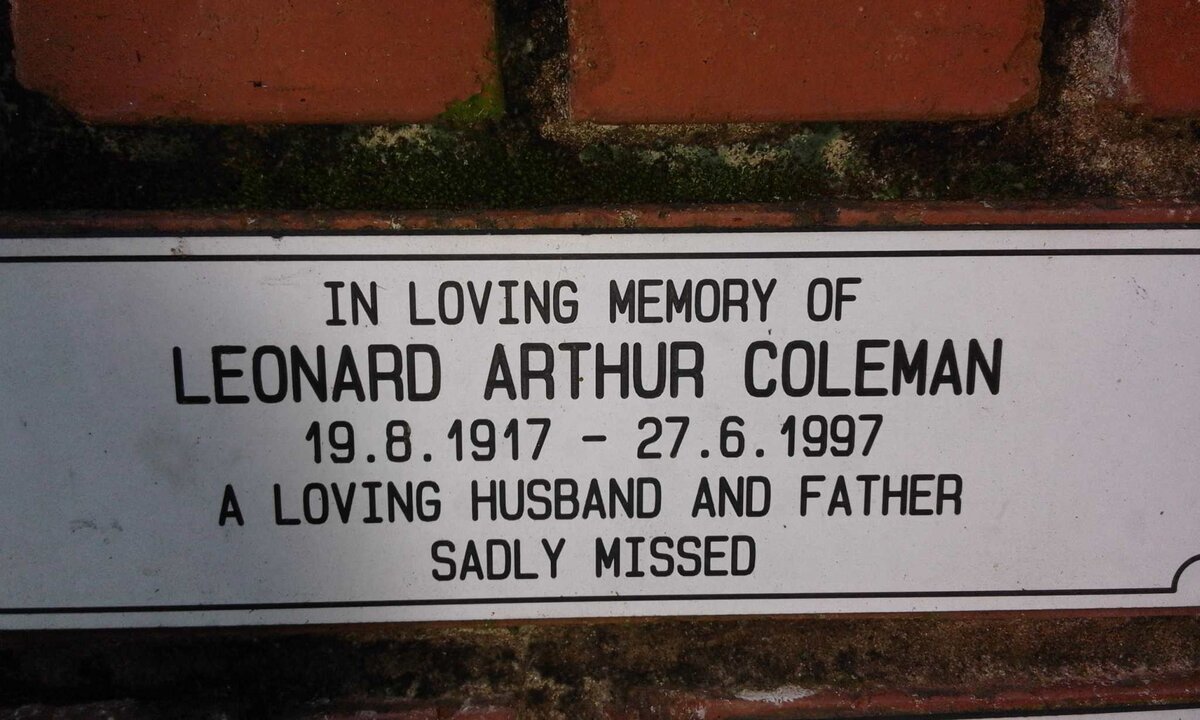 IN LOVING MEMORY OF
LEONARD ARTHUR COLEMAN
19.8.1917 - 27.6.1997
A LOVING HUSBAND AND FATHER
SADLY MISSED